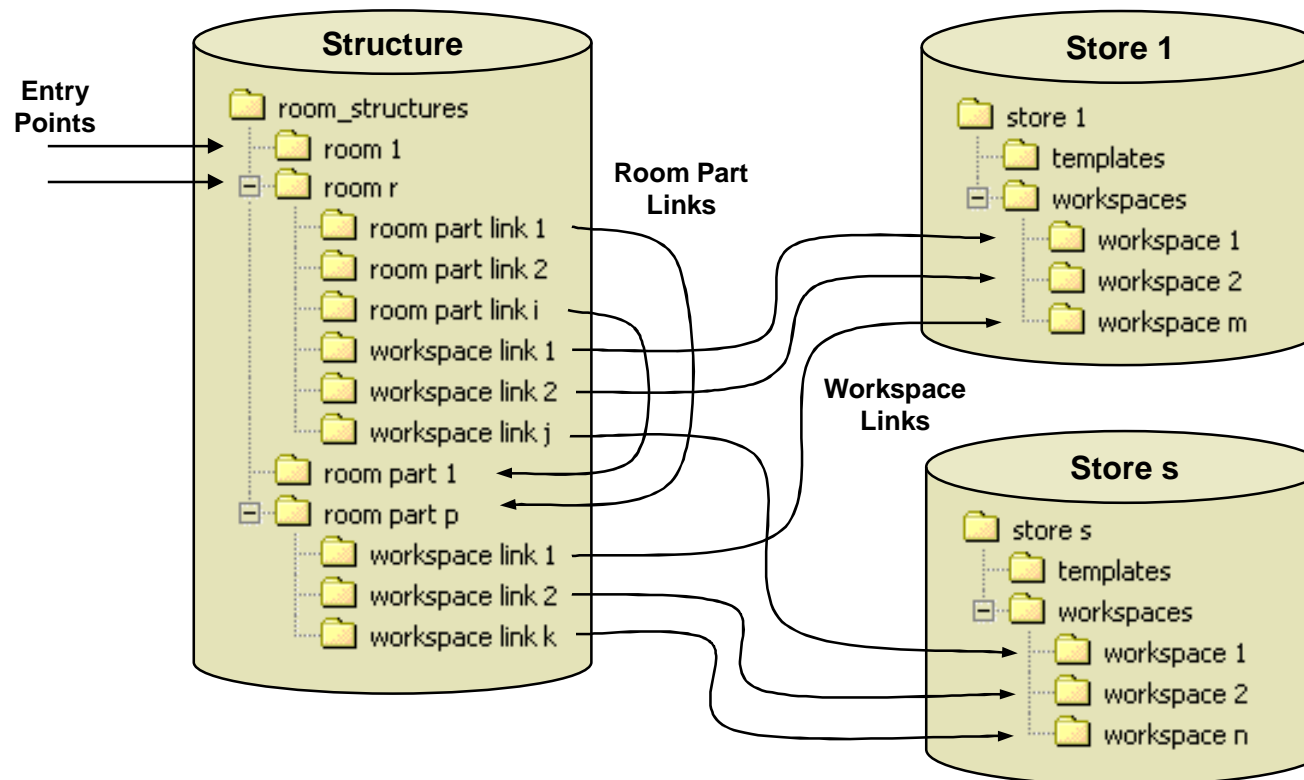 Structure
room_structures
room 1
room r
room part link 1
room part link 2
room part link i
workspace link 1
workspace link 2
workspace link j
room part 1
room part p
workspace link 1
workspace link 2
workspace link k
Entry
Points
Room Part
Links
Workspace
Links
Store 1
store 1
templates
workspaces
workspace 1
workspace 2
workspace m
Store s
store s
templates
workspaces
workspace 1
workspace 2
workspace n